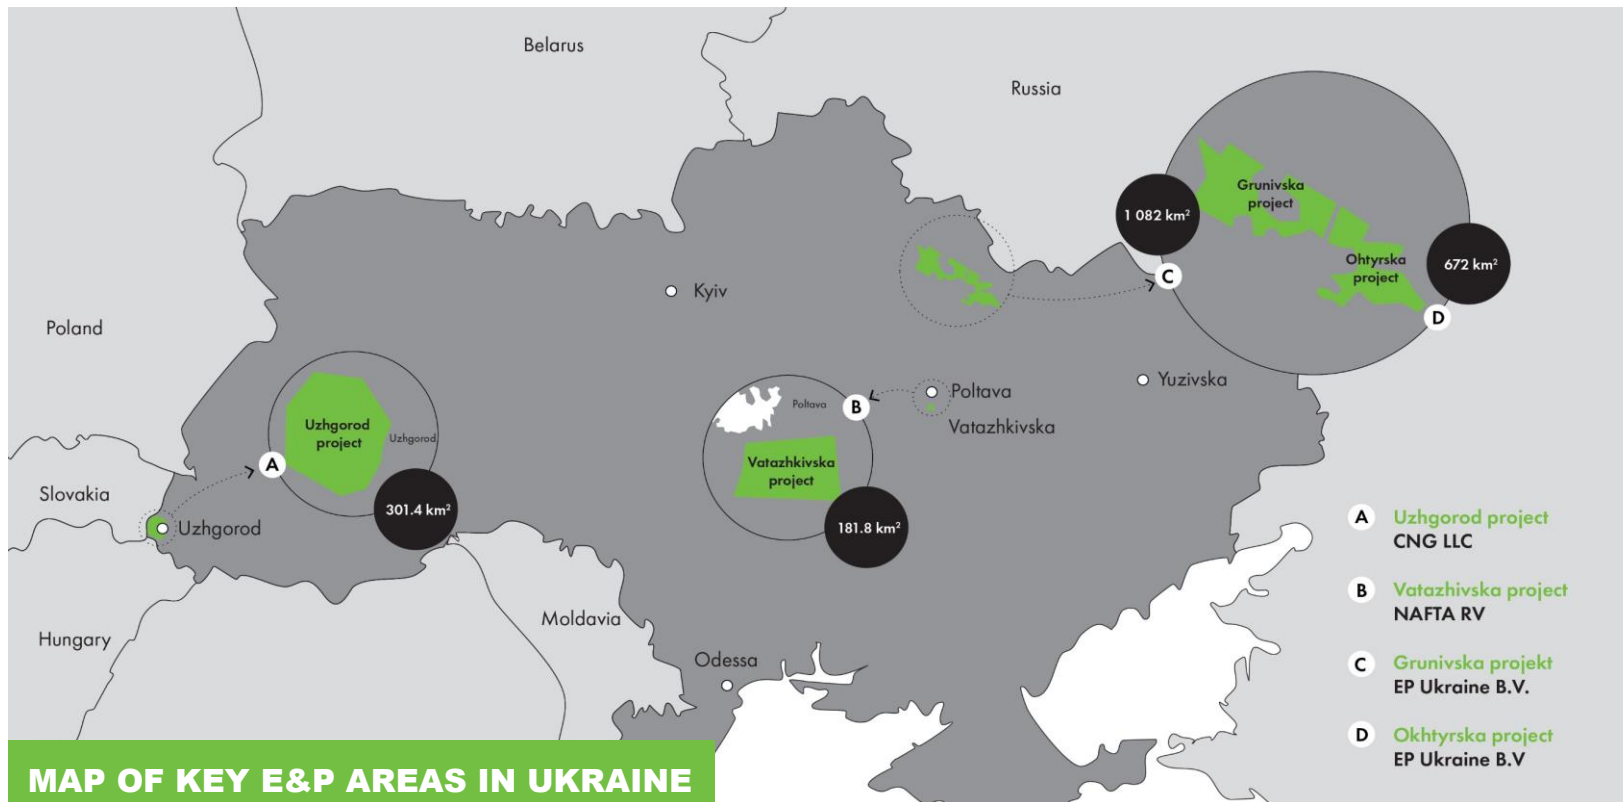 Belarus
Russia
Poland
Kyiv
Slovakia
Uzhgorod
Hungary
Moldavia
Odessa
Poltava
Vatazhkivska
Yuzivska
Uzhgorod
project
Uzhgorod
A
301.4 km²
Poltava
B
Vatazhkivska
project
181.8 km²
Grunivska
project
1 082 km²
C
Ohtyrska
project
672 km²
D
A Uzhgorod project
CNG LLC
B Vatazhivska project
NAFTA RV
C Grunivska projekt
EP Ukraine B.V.
D Okhtyrska project
EP Ukraine B.V
MAP OF KEY E&P AREAS IN UKRAINE